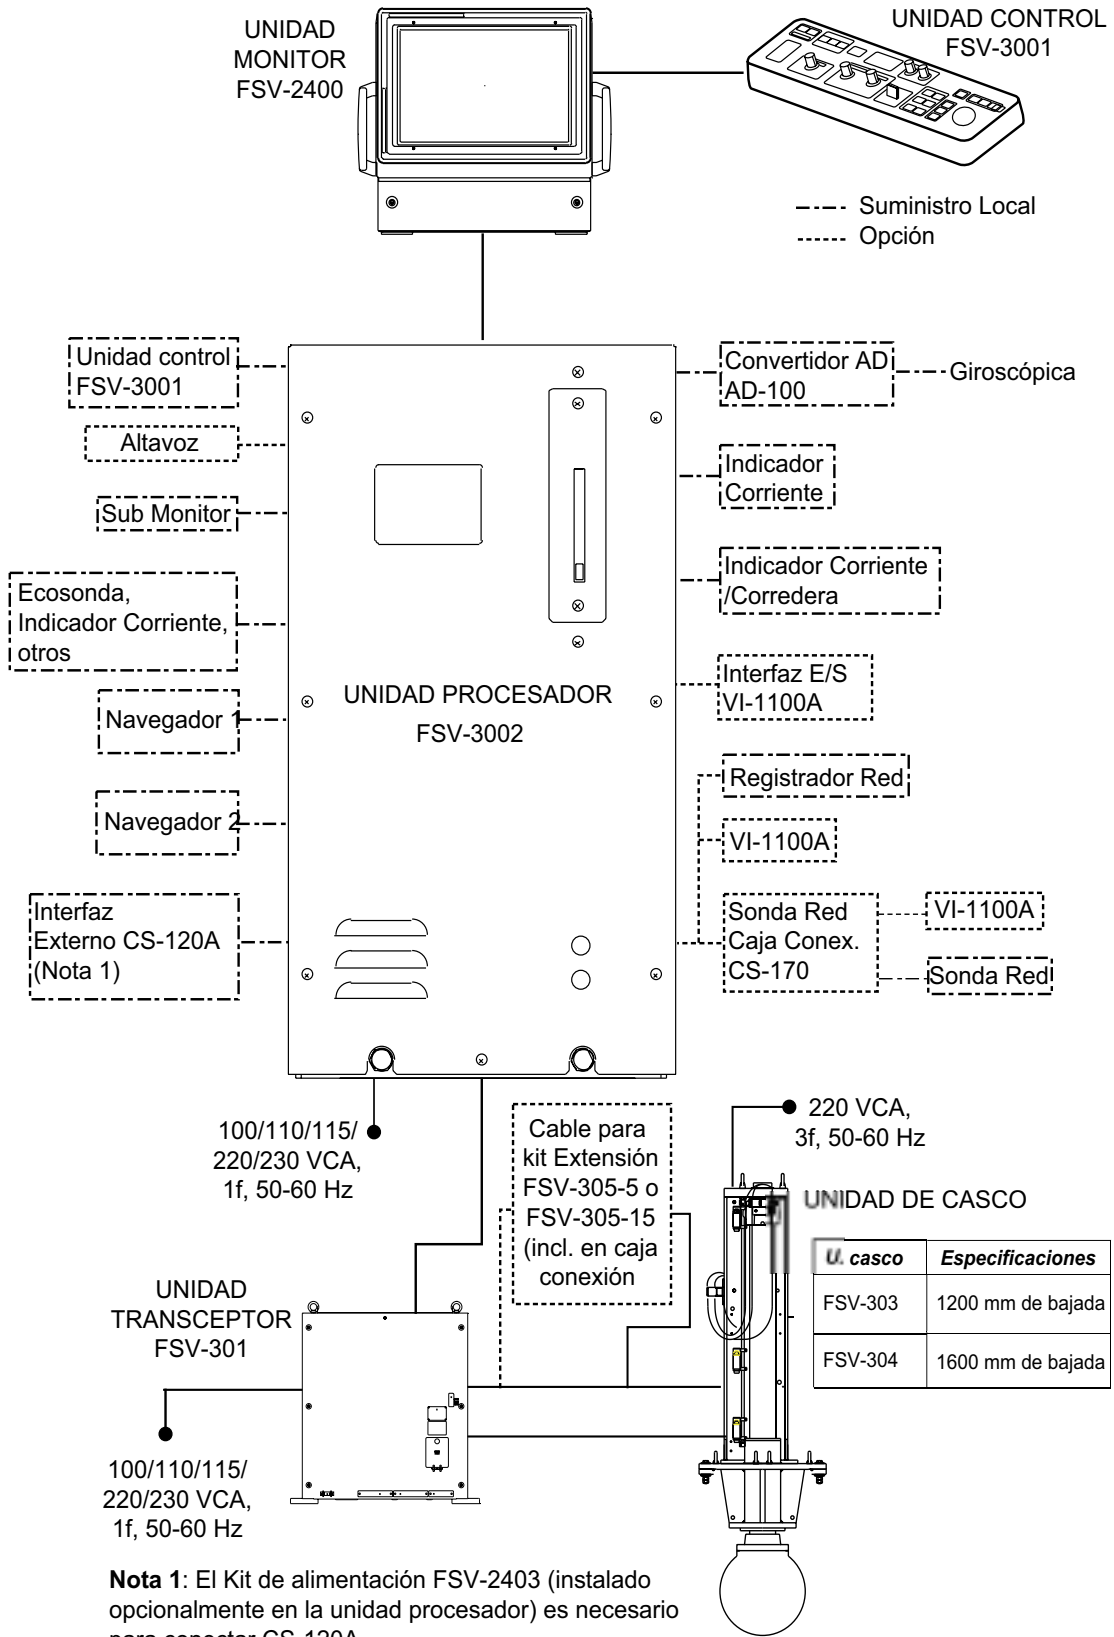 UNIDAD
MONITOR
FSV-2400
UNIDAD CONTROL
FSV-3001
Suministro Local
Opción
Unidad control
FSV-3001
Altavoz
Sub Monitor
Ecosonda,
Indicador Corriente,
otros
Navegador 1
Navegador 2
Interfaz
Externo CS-120A
(Nota 1)
UNIDAD PROCESADOR
FSV-3002
Convertidor AD
AD-100
Giroscópica
Indicador
Corriente
Indicador Corriente
/Corredera
Interfaz E/S
VI-1100A
Registrador Red
VI-1100A
Sonda Red
Caja Conex.
CS-170
VI-1100A
Sonda Red
100/110/115/
220/230 VCA,
1f, 50-60 Hz
Cable para
kit Extensión
FSV-305-5 o
FSV-305-15
(incl. en caja
conexión
220 VCA,
3f, 50-60 Hz
UNIDAD DE CASCO
U. casco Especificaciones
FSV-303 1200 mm de bajada
FSV-304 1600 mm de bajada
UNIDAD
TRANSCEPTOR
FSV-301
100/110/115/
220/230 VCA,
1f, 50-60 Hz
Nota 1: El Kit de alimentación FSV-2403 (instalado
opcionalmente en la unidad procesador) es necesario
para conectar CS-120A